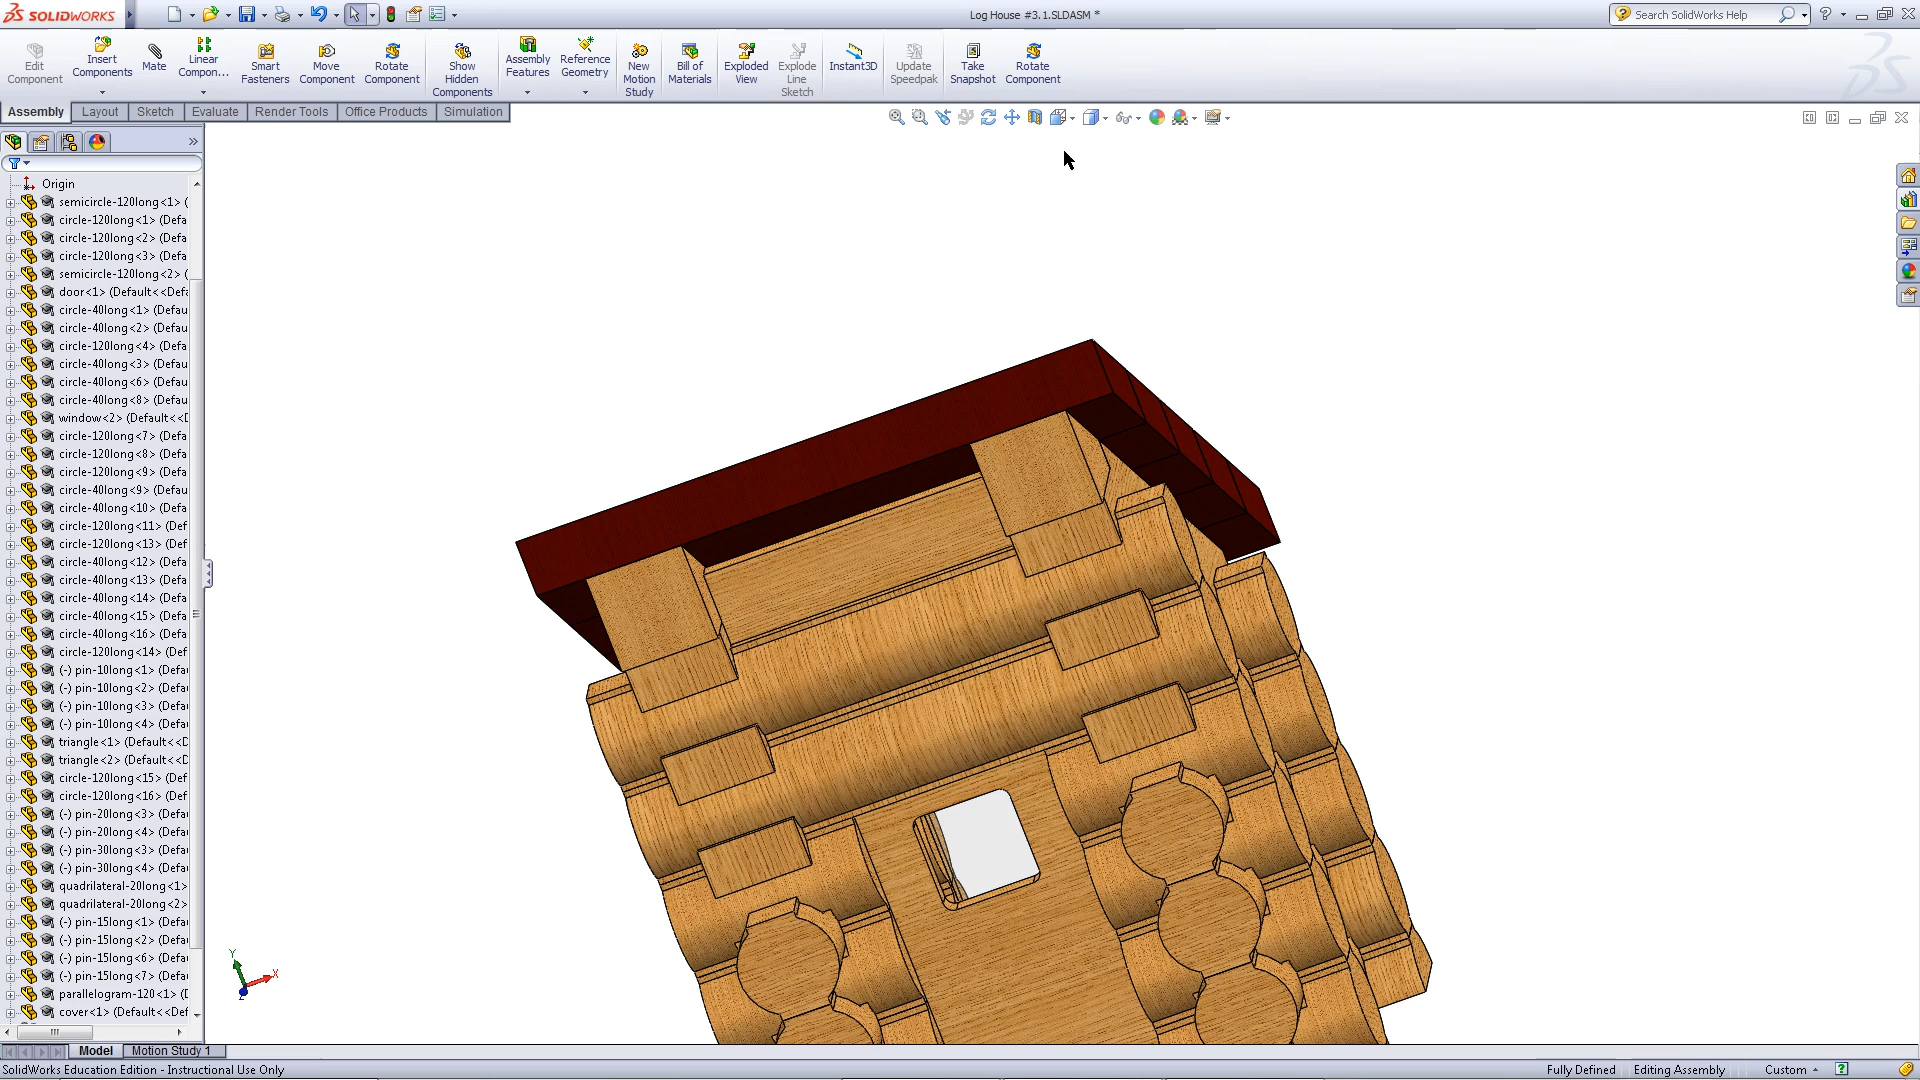 SOLIDWORKS
Log House #3.1.SLDASM *
Search SolidWorks Help
Edit Component
Insert Components
Mate
Linear Compon...
Smart Fasteners
Move Component
Rotate Component
Show Hidden Components
Assembly Features
Reference Geometry
New Motion Study
Bill of Materials
Exploded View
Explode Line Sketch
Instant3D
Update Speedpak
Take Snapshot
Rotate Component
Assembly
Layout
Sketch
Evaluate
Render Tools
Office Products
Simulation
Origin
semicircle-120long<1> (
circle-120long<1> (Defa
circle-120long<2> (Defa
circle-120long<3> (Defa
semicircle-120long<2> (
door<1> (Default<<Defa
circle-40long<1> (Defau
circle-40long<2> (Defau
circle-120long<4> (Defa
circle-40long<3> (Defau
circle-40long<6> (Defau
circle-40long<8> (Defau
window<2> (Default<<D
circle-120long<7> (Defa
circle-120long<8> (Defa
circle-120long<9> (Defa
circle-40long<9> (Defau
circle-40long<10> (Defa
circle-120long<11> (Def
circle-120long<13> (Def
circle-40long<12> (Defa
circle-40long<13> (Defa
circle-40long<14> (Defa
circle-40long<15> (Defa
circle-40long<16> (Defa
circle-120long<14> (Def
(-) pin-10long<1> (Defau
(-) pin-10long<2> (Defau
(-) pin-10long<3> (Defau
(-) pin-10long<4> (Defau
triangle<1> (Default<<D
triangle<2> (Default<<D
circle-120long<15> (Def
circle-120long<16> (Def
(-) pin-20long<3> (Defau
(-) pin-20long<4> (Defau
(-) pin-30long<3> (Defau
(-) pin-30long<4> (Defau
quadrilateral-20long<1>
quadrilateral-20long<2>
(-) pin-15long<1> (Defau
(-) pin-15long<2> (Defau
(-) pin-15long<6> (Defau
(-) pin-15long<7> (Defau
parallelogram-120<1> (D
cover<1> (Default<<Def
Y
X
Z
Model
Motion Study 1
SolidWorks Education Edition - Instructional Use Only
Fully Defined
Editing Assembly
Custom